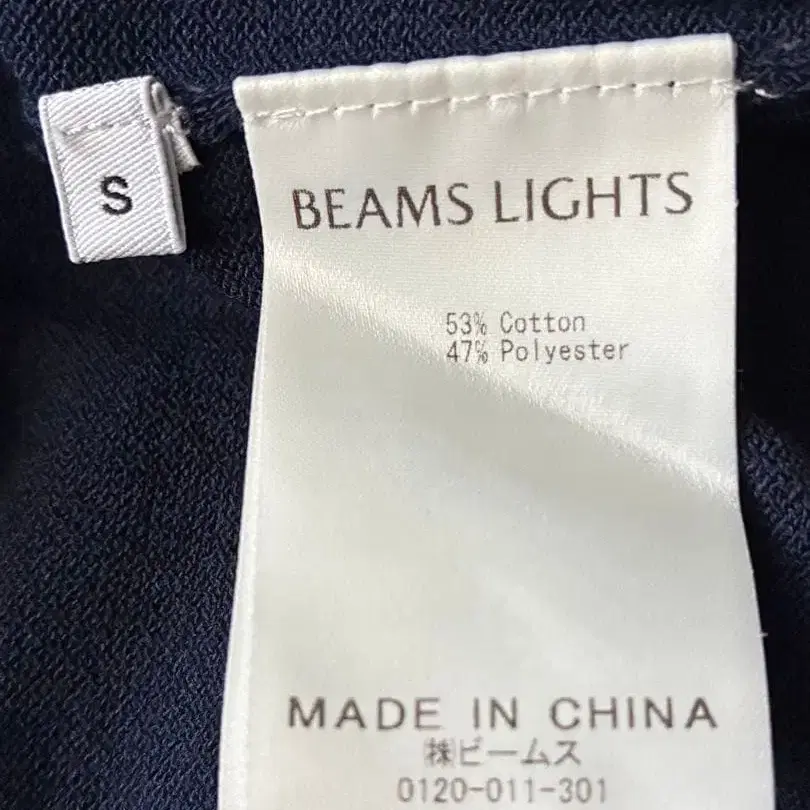 S
BEAMS LIGHTS
53% Cotton
47% Polyester
MADE IN CHINA
㈱ビームス
0120-011-301